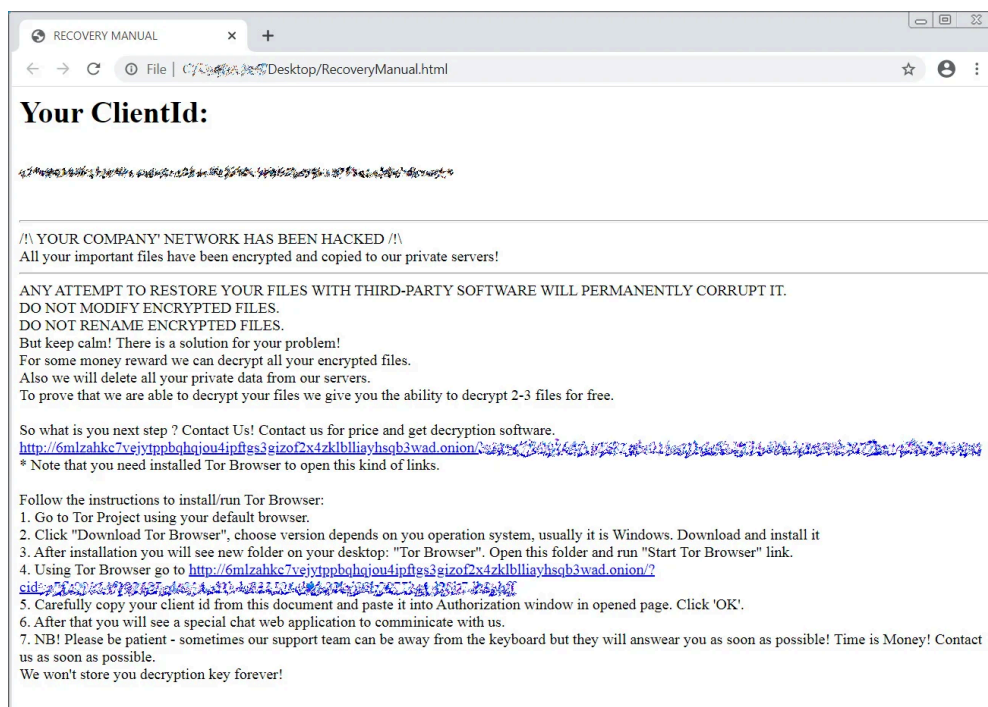 RECOVERY MANUAL
File | Desktop/RecoveryManual.html
Your ClientId:
/!\ YOUR COMPANY' NETWORK HAS BEEN HACKED /!\
All your important files have been encrypted and copied to our private servers!
ANY ATTEMPT TO RESTORE YOUR FILES WITH THIRD-PARTY SOFTWARE WILL PERMANENTLY CORRUPT IT.
DO NOT MODIFY ENCRYPTED FILES.
DO NOT RENAME ENCRYPTED FILES.
But keep calm! There is a solution for your problem!
For some money reward we can decrypt all your encrypted files.
Also we will delete all your private data from our servers.
To prove that we are able to decrypt your files we give you the ability to decrypt 2-3 files for free.
So what is you next step ? Contact Us! Contact us for price and get decryption software.
http://6mlzahkc7vejytppbqhqjou4ipftgs3gizof2x4zklblliayhsqb3wad.onion/
* Note that you need installed Tor Browser to open this kind of links.
Follow the instructions to install/run Tor Browser:
1. Go to Tor Project using your default browser.
2. Click "Download Tor Browser", choose version depends on you operation system, usually it is Windows. Download and install it
3. After installation you will see new folder on your desktop: "Tor Browser". Open this folder and run "Start Tor Browser" link.
4. Using Tor Browser go to http://6mlzahkc7vejytppbqhqjou4ipftgs3gizof2x4zklblliayhsqb3wad.onion/?
cid
5. Carefully copy your client id from this document and paste it into Authorization window in opened page. Click 'OK'.
6. After that you will see a special chat web application to comminicate with us.
7. NB! Please be patient - sometimes our support team can be away from the keyboard but they will answear you as soon as possible! Time is Money! Contact
us as soon as possible.
We won't store you decryption key forever!